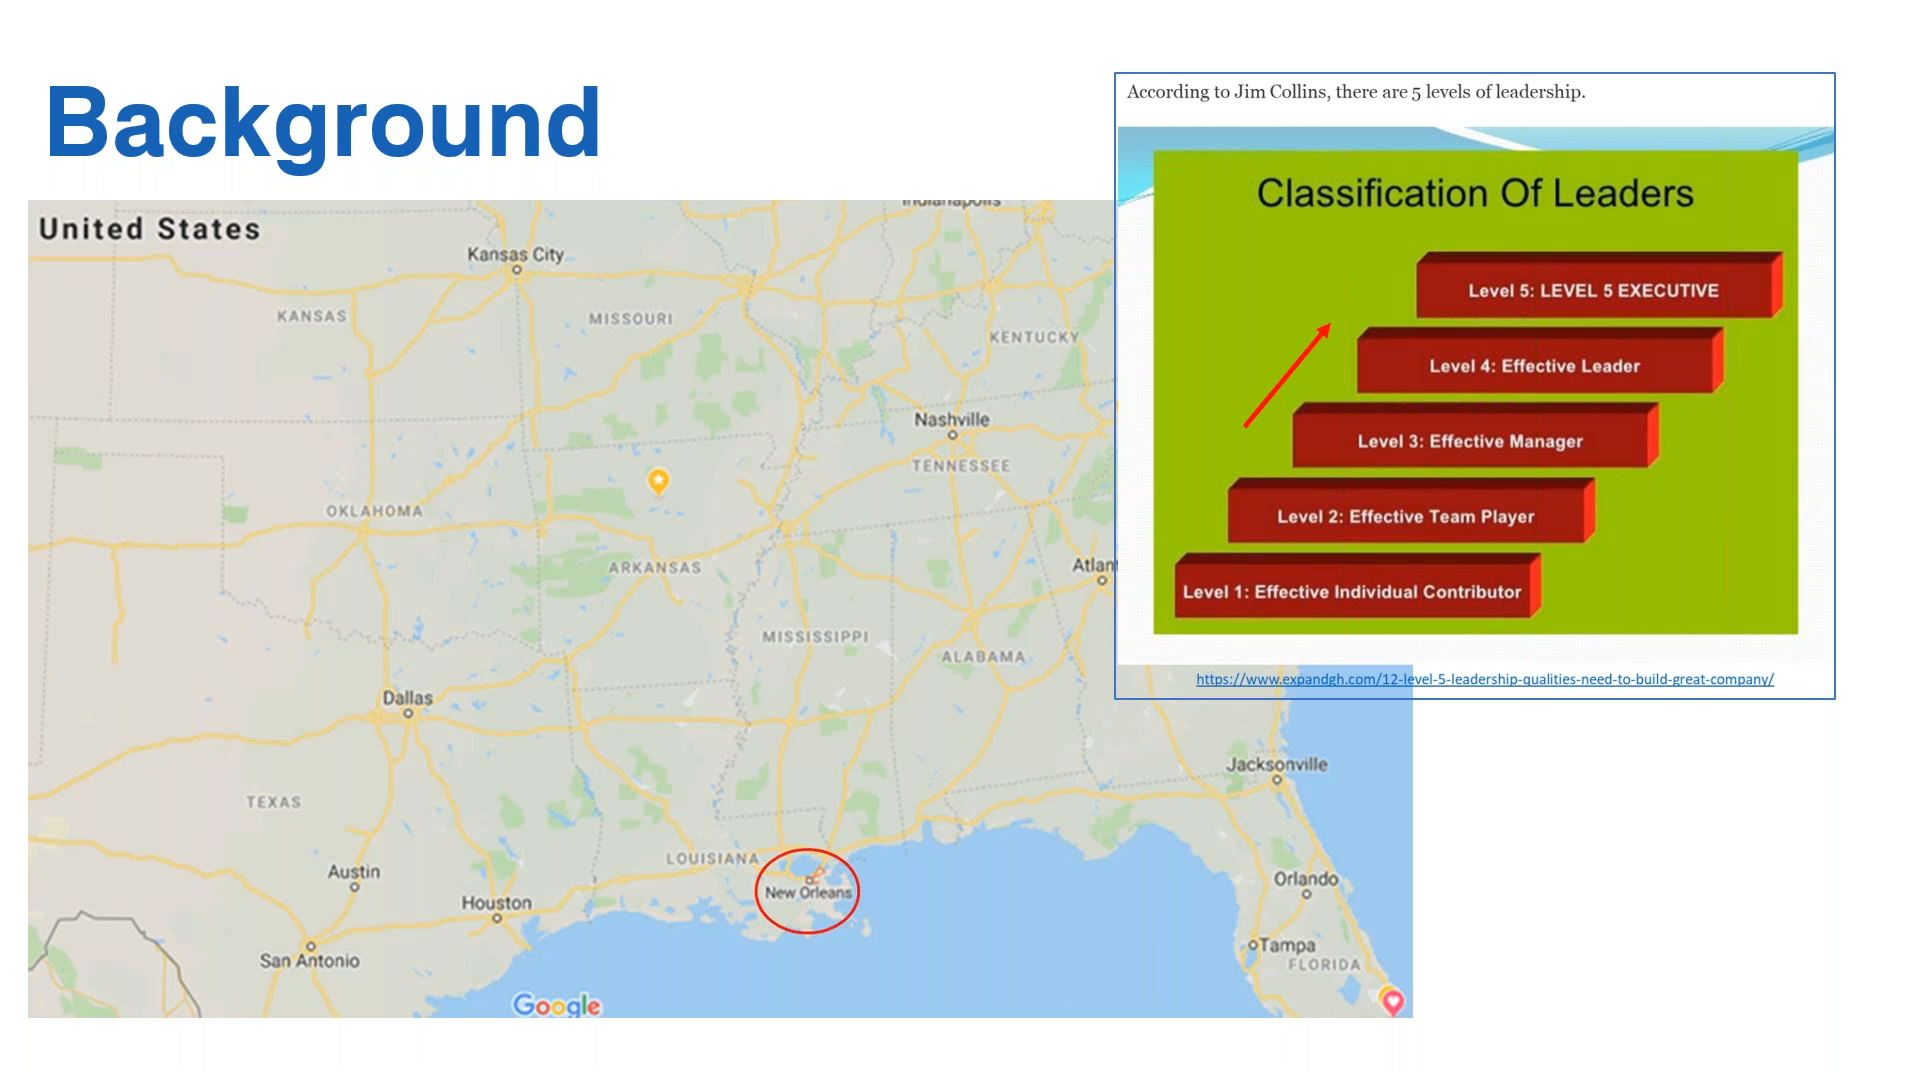 Background
According to Jim Collins, there are 5 levels of leadership.
Classification Of Leaders
Level 5: LEVEL 5 EXECUTIVE
Level 4: Effective Leader
Level 3: Effective Manager
Level 2: Effective Team Player
Level 1: Effective Individual Contributor
https://www.expandgh.com/12-level-5-leadership-qualities-need-to-build-great-company/
United States
Indianapolis
Kansas City
KANSAS
MISSOURI
KENTUCKY
Nashville
TENNESSEE
OKLAHOMA
ARKANSAS
Atlan
MISSISSIPPI
ALABAMA
Dallas
Jacksonville
TEXAS
LOUISIANA
Austin
New Orleans
Orlando
Houston
Tampa
San Antonio
FLORIDA
Google